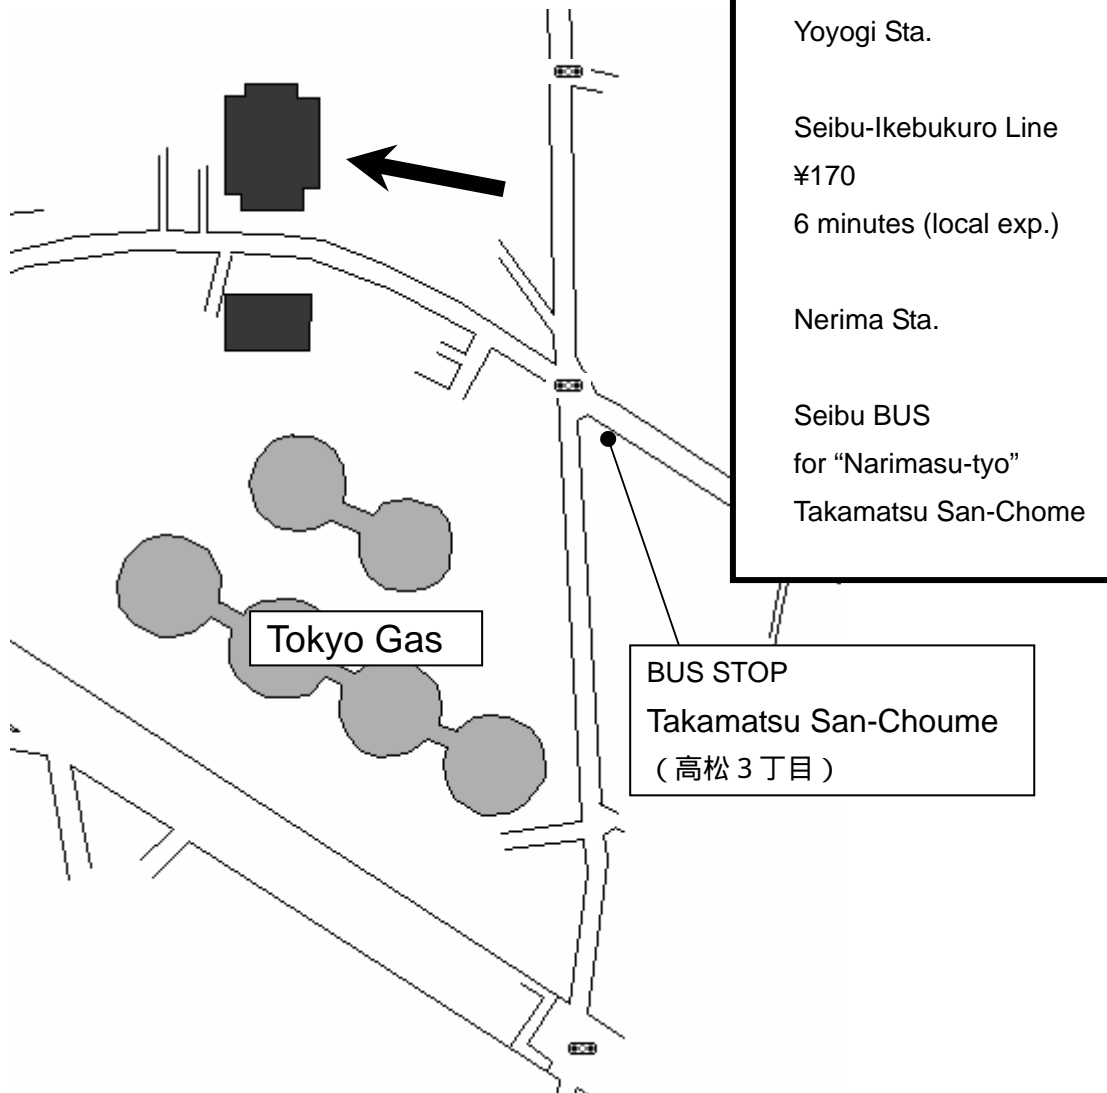 Yoyogi Sta.
Seibu-Ikebukuro Line
¥170
6 minutes (local exp.)
Nerima Sta.
Seibu BUS
for “Narimasu-tyo”
Takamatsu San-Chome
Tokyo Gas
BUS STOP
Takamatsu San-Choume
（高松３丁目）